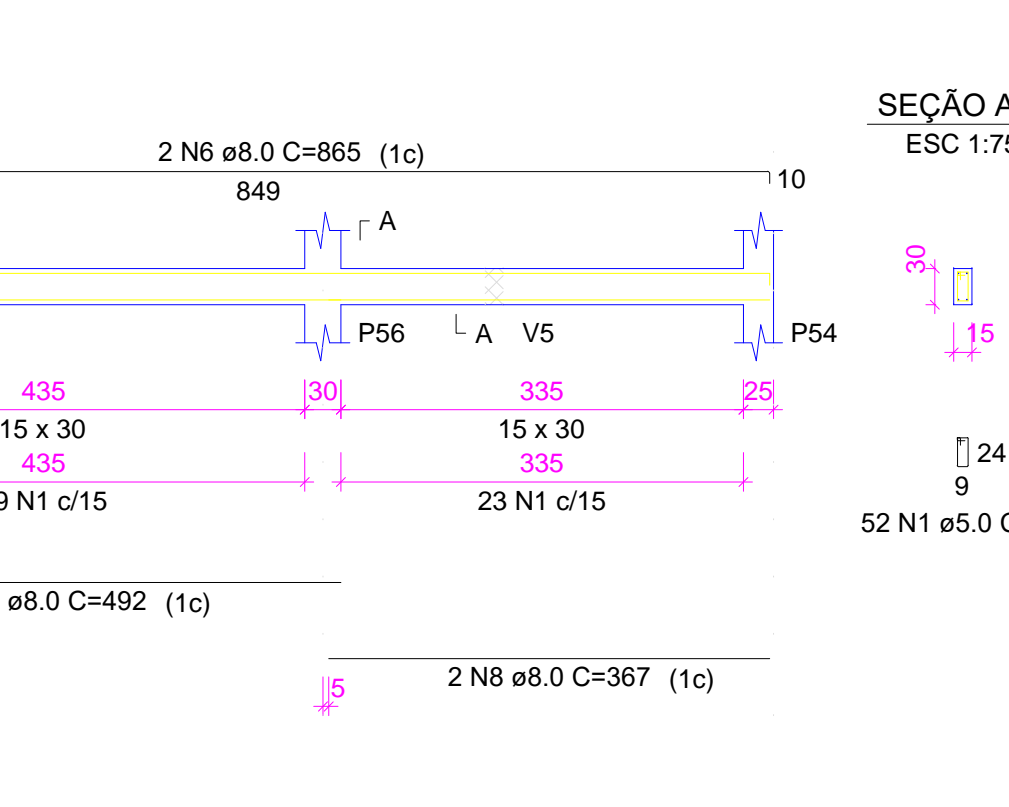 SEÇÃO A
ESC 1:75
2 N6 ø8.0 C=865 (1c)
849
10
A
30
P56
A
V5
P54
15
435
30
335
25
15 x 30
15 x 30
435
335
24
9 N1 c/15
23 N1 c/15
9
52 N1 ø5.0 C
ø8.0 C=492 (1c)
2 N8 ø8.0 C=367 (1c)
5